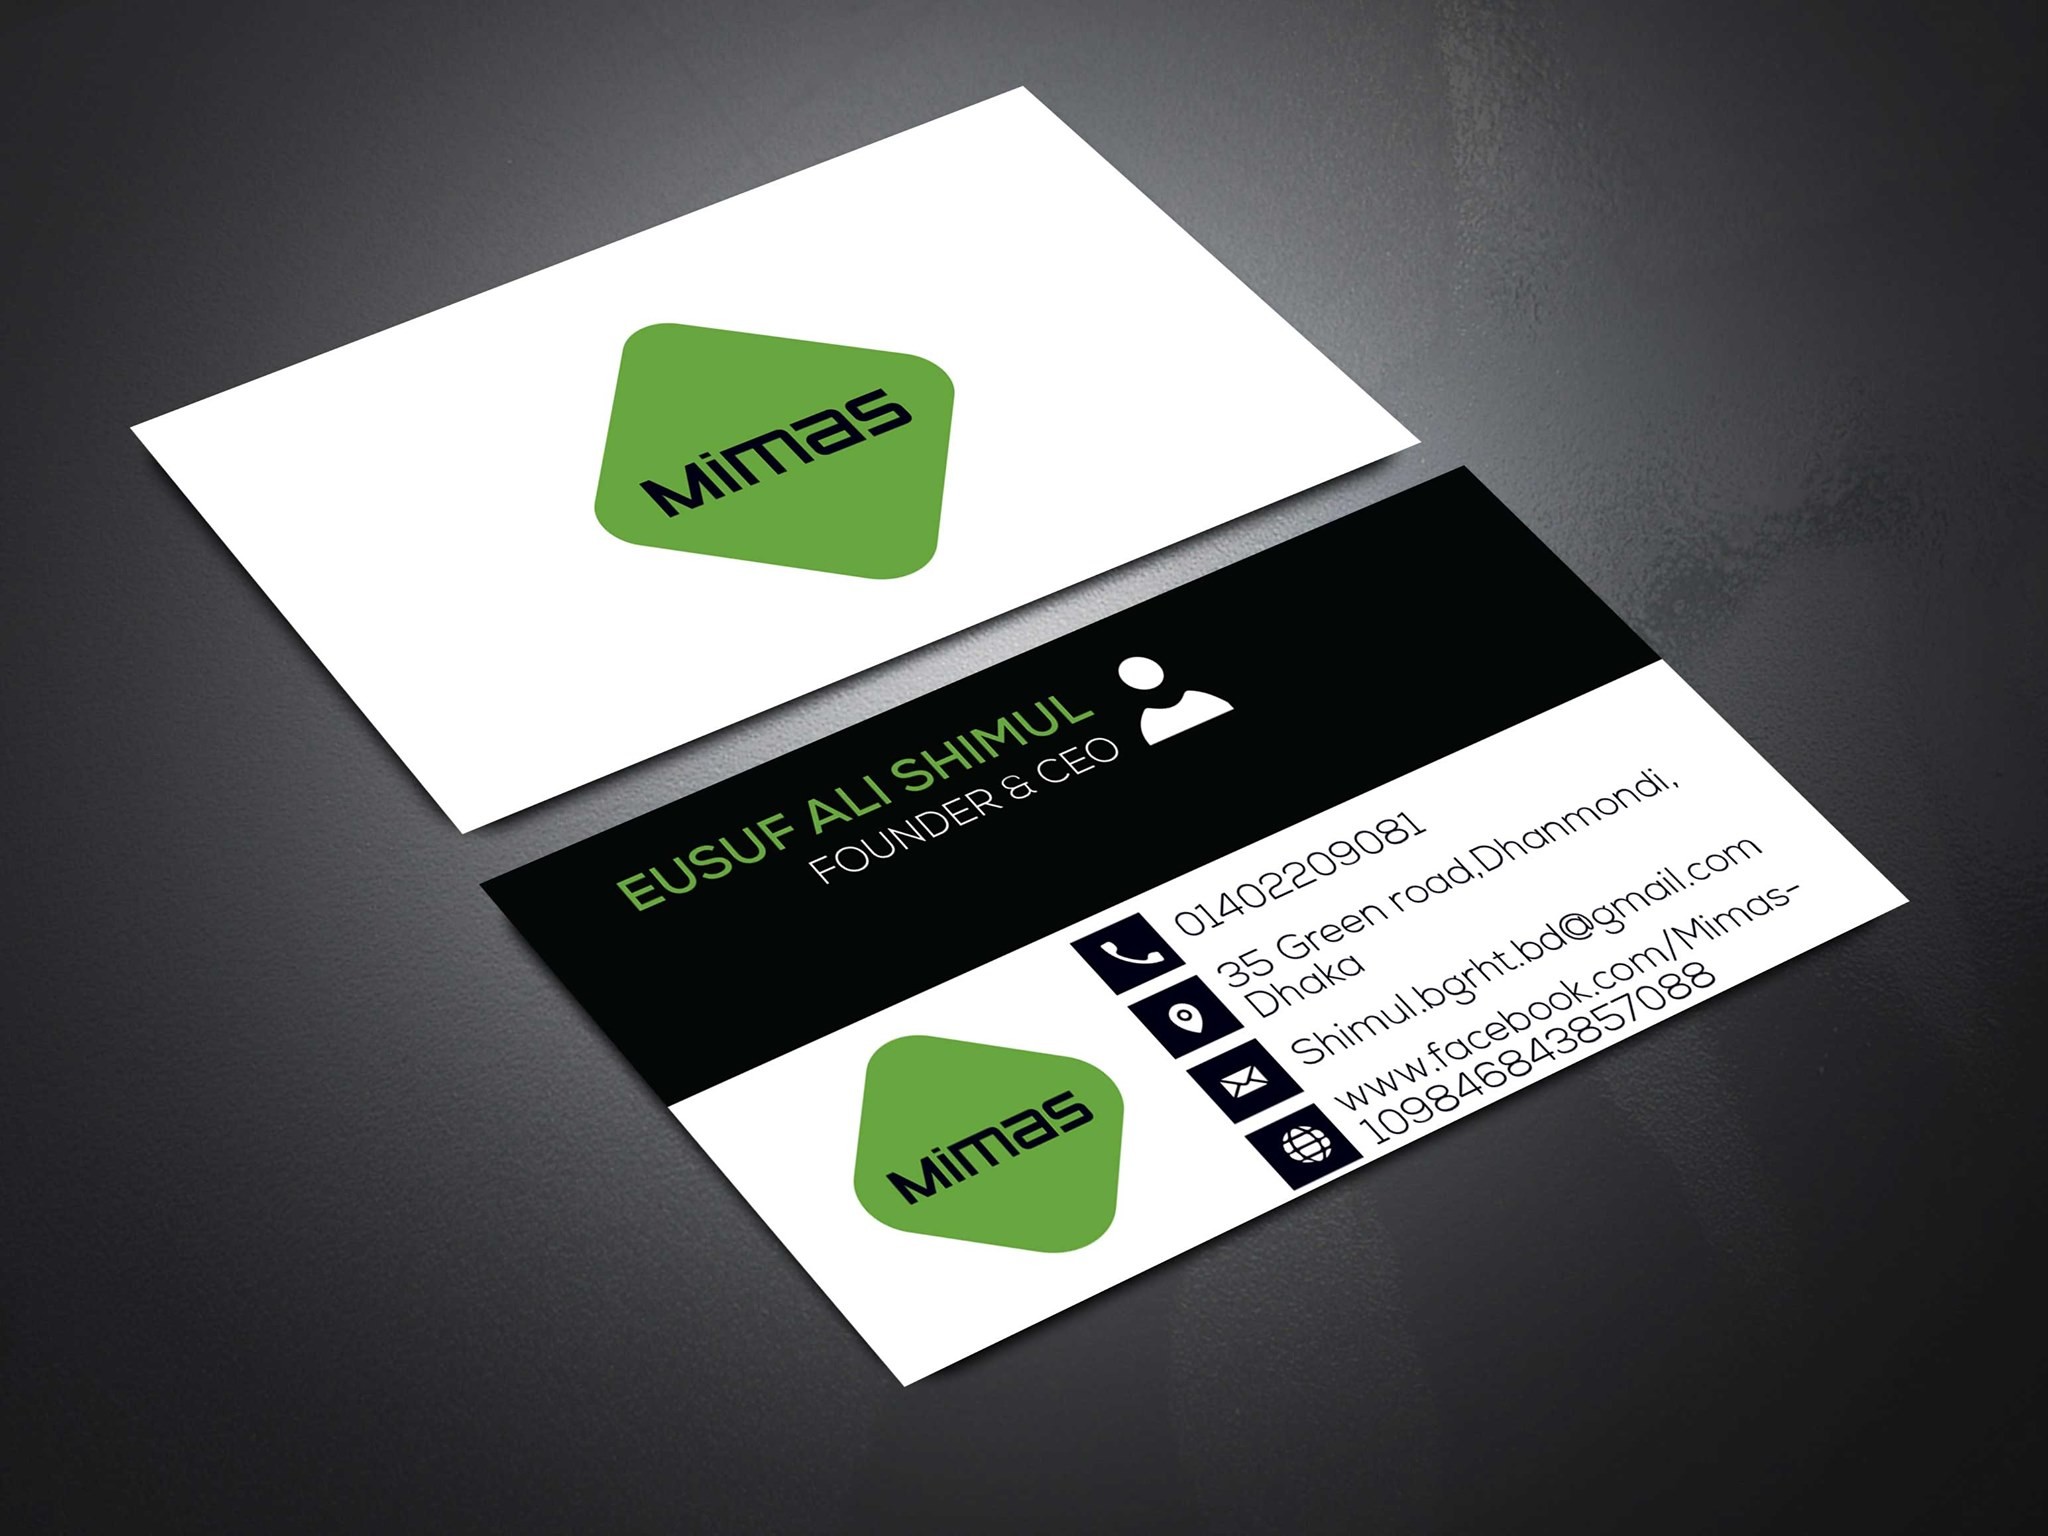 Mimas
EUSUF ALI SHIMUL
FOUNDER & CEO
01402209081
35 Green road,Dhanmondi,
Dhaka
Shimul.bgrht.bd@gmail.com
www.facebook.com/Mimas-
109846843857088
Mimas